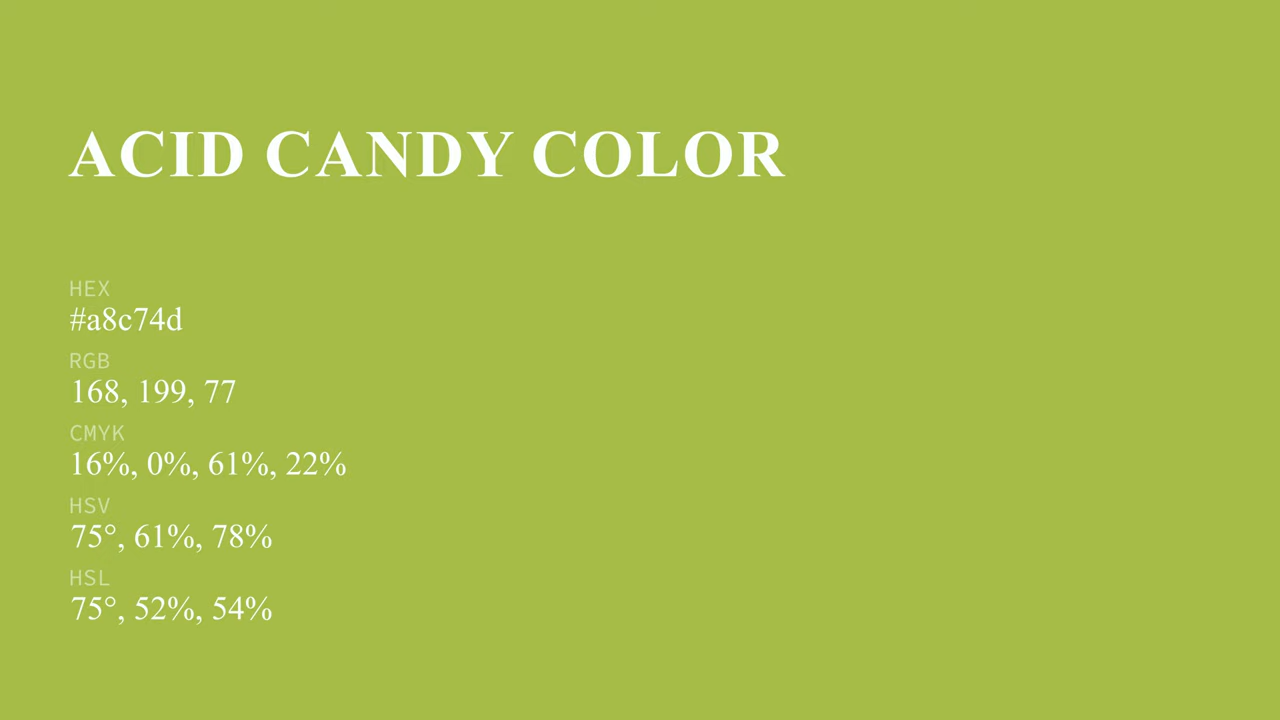 ACID CANDY COLOR
HEX
#a8c74d
RGB
168, 199, 77
CMYK
16%, 0%, 61%, 22%
HSV
75°, 61%, 78%
HSL
75°, 52%, 54%